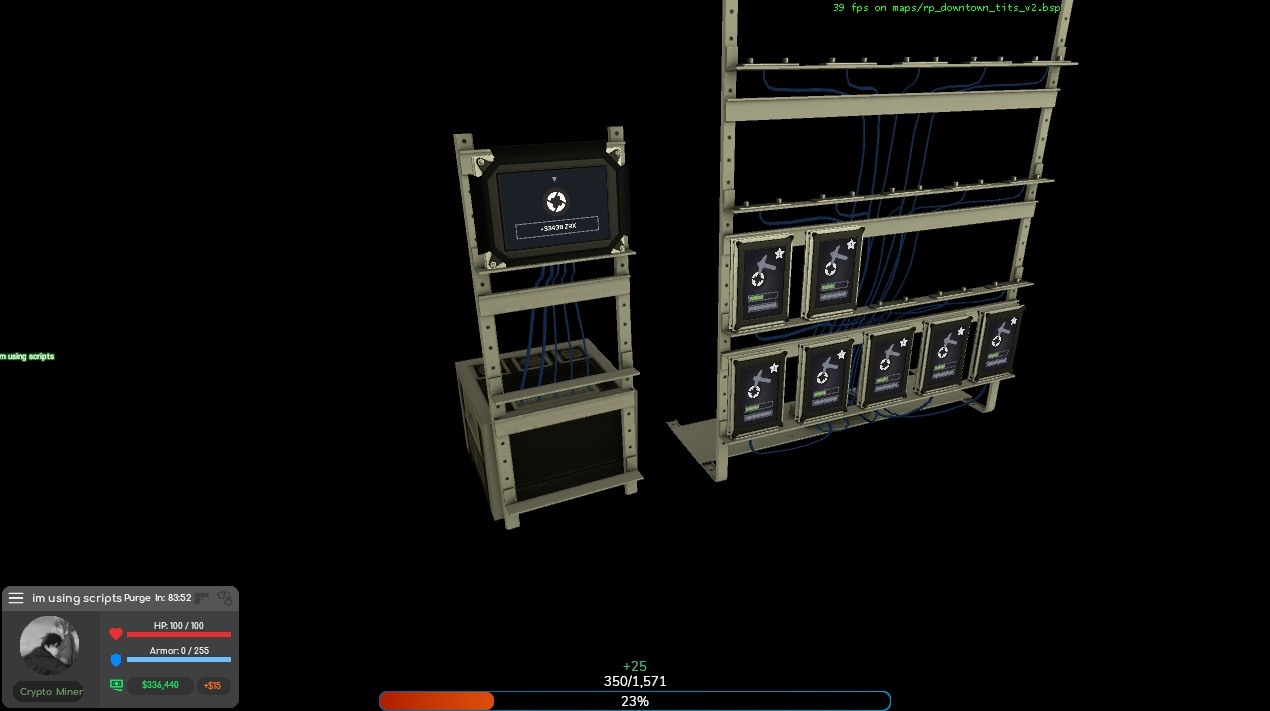 39 fps on maps/rp_downtown_tits_v2.bsp
m using scripts
im using scripts Purge In: 83:52
HP: 100 / 100
Armor: 0 / 255
$336,440 +$15
Crypto Miner
+25
350/1,571
23%